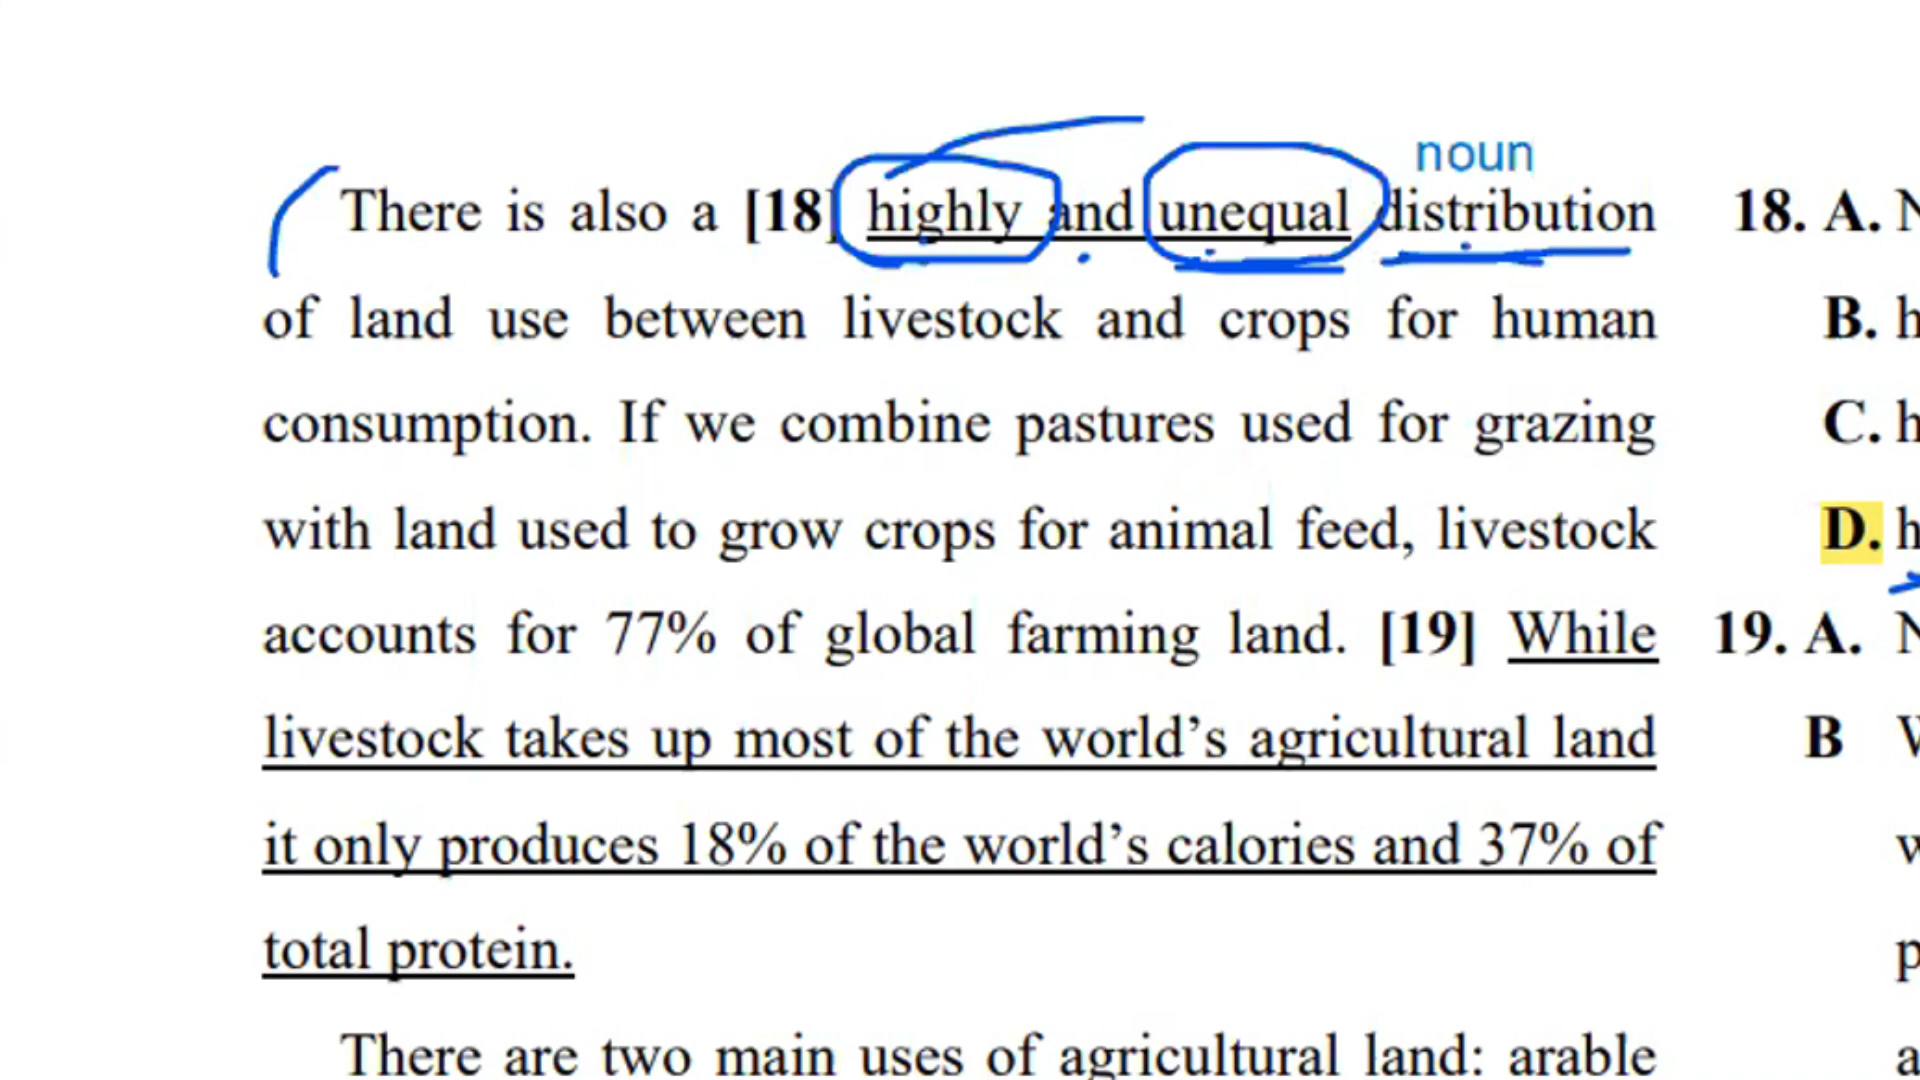 noun
There is also a [18] highly and unequal distribution 18. A. N
of land use between livestock and crops for human B. h
consumption. If we combine pastures used for grazing C. h
with land used to grow crops for animal feed, livestock D. h
accounts for 77% of global farming land. [19] While 19. A. N
livestock takes up most of the world’s agricultural land B
it only produces 18% of the world’s calories and 37% of w
total protein. p
There are two main uses of agricultural land: arable a